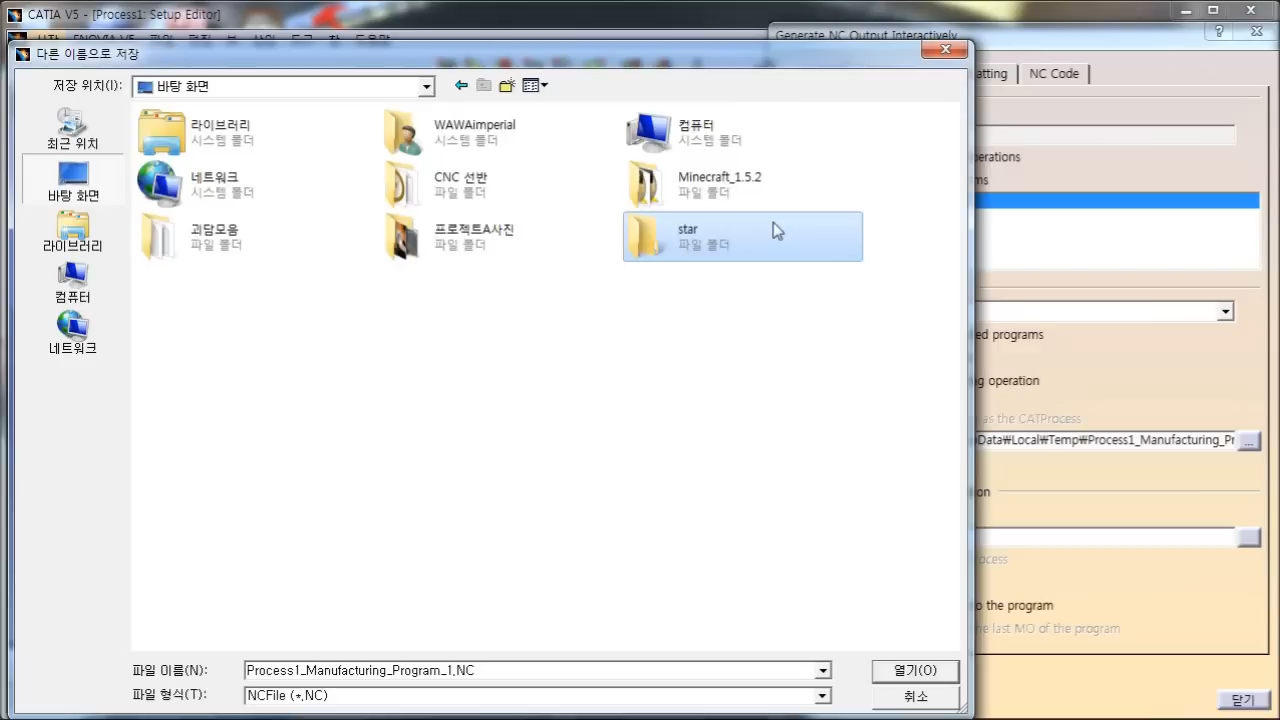 CATIA V5 - [Process1: Setup Editor]
Generate NC Output Interactively
다른 이름으로 저장
저장 위치(I):
바탕 화면
atting
NC Code
최근 위치
바탕 화면
라이브러리
컴퓨터
네트워크
라이브러리
시스템 폴더
WAWAimperial
시스템 폴더
컴퓨터
시스템 폴더
네트워크
시스템 폴더
CNC 선반
파일 폴더
Minecraft_1.5.2
파일 폴더
괴담모음
파일 폴더
프로젝트A사진
파일 폴더
star
파일 폴더
erations
ms
ed programs
g operation
as the CATProcess
Data₩Local₩Temp₩Process1_Manufacturing_Pr
...
on
ocess
o the program
he last MO of the program
파일 이름(N):
Process1_Manufacturing_Program_1.NC
열기(O)
파일 형식(T):
NCFile (*.NC)
취소
닫기